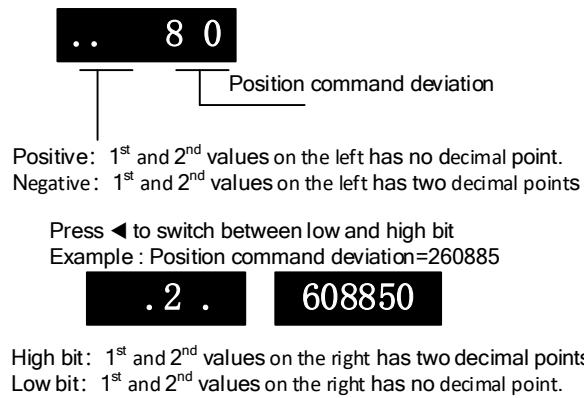 .. 80
Position command deviation
Positive: 1st and 2nd values on the left has no decimal point.
Negative: 1st and 2nd values on the left has two decimal points
Press ◄ to switch between low and high bit
Example : Position command deviation=260885
.2 . 608850
High bit: 1st and 2nd values on the right has two decimal points
Low bit: 1st and 2nd values on the right has no decimal point.